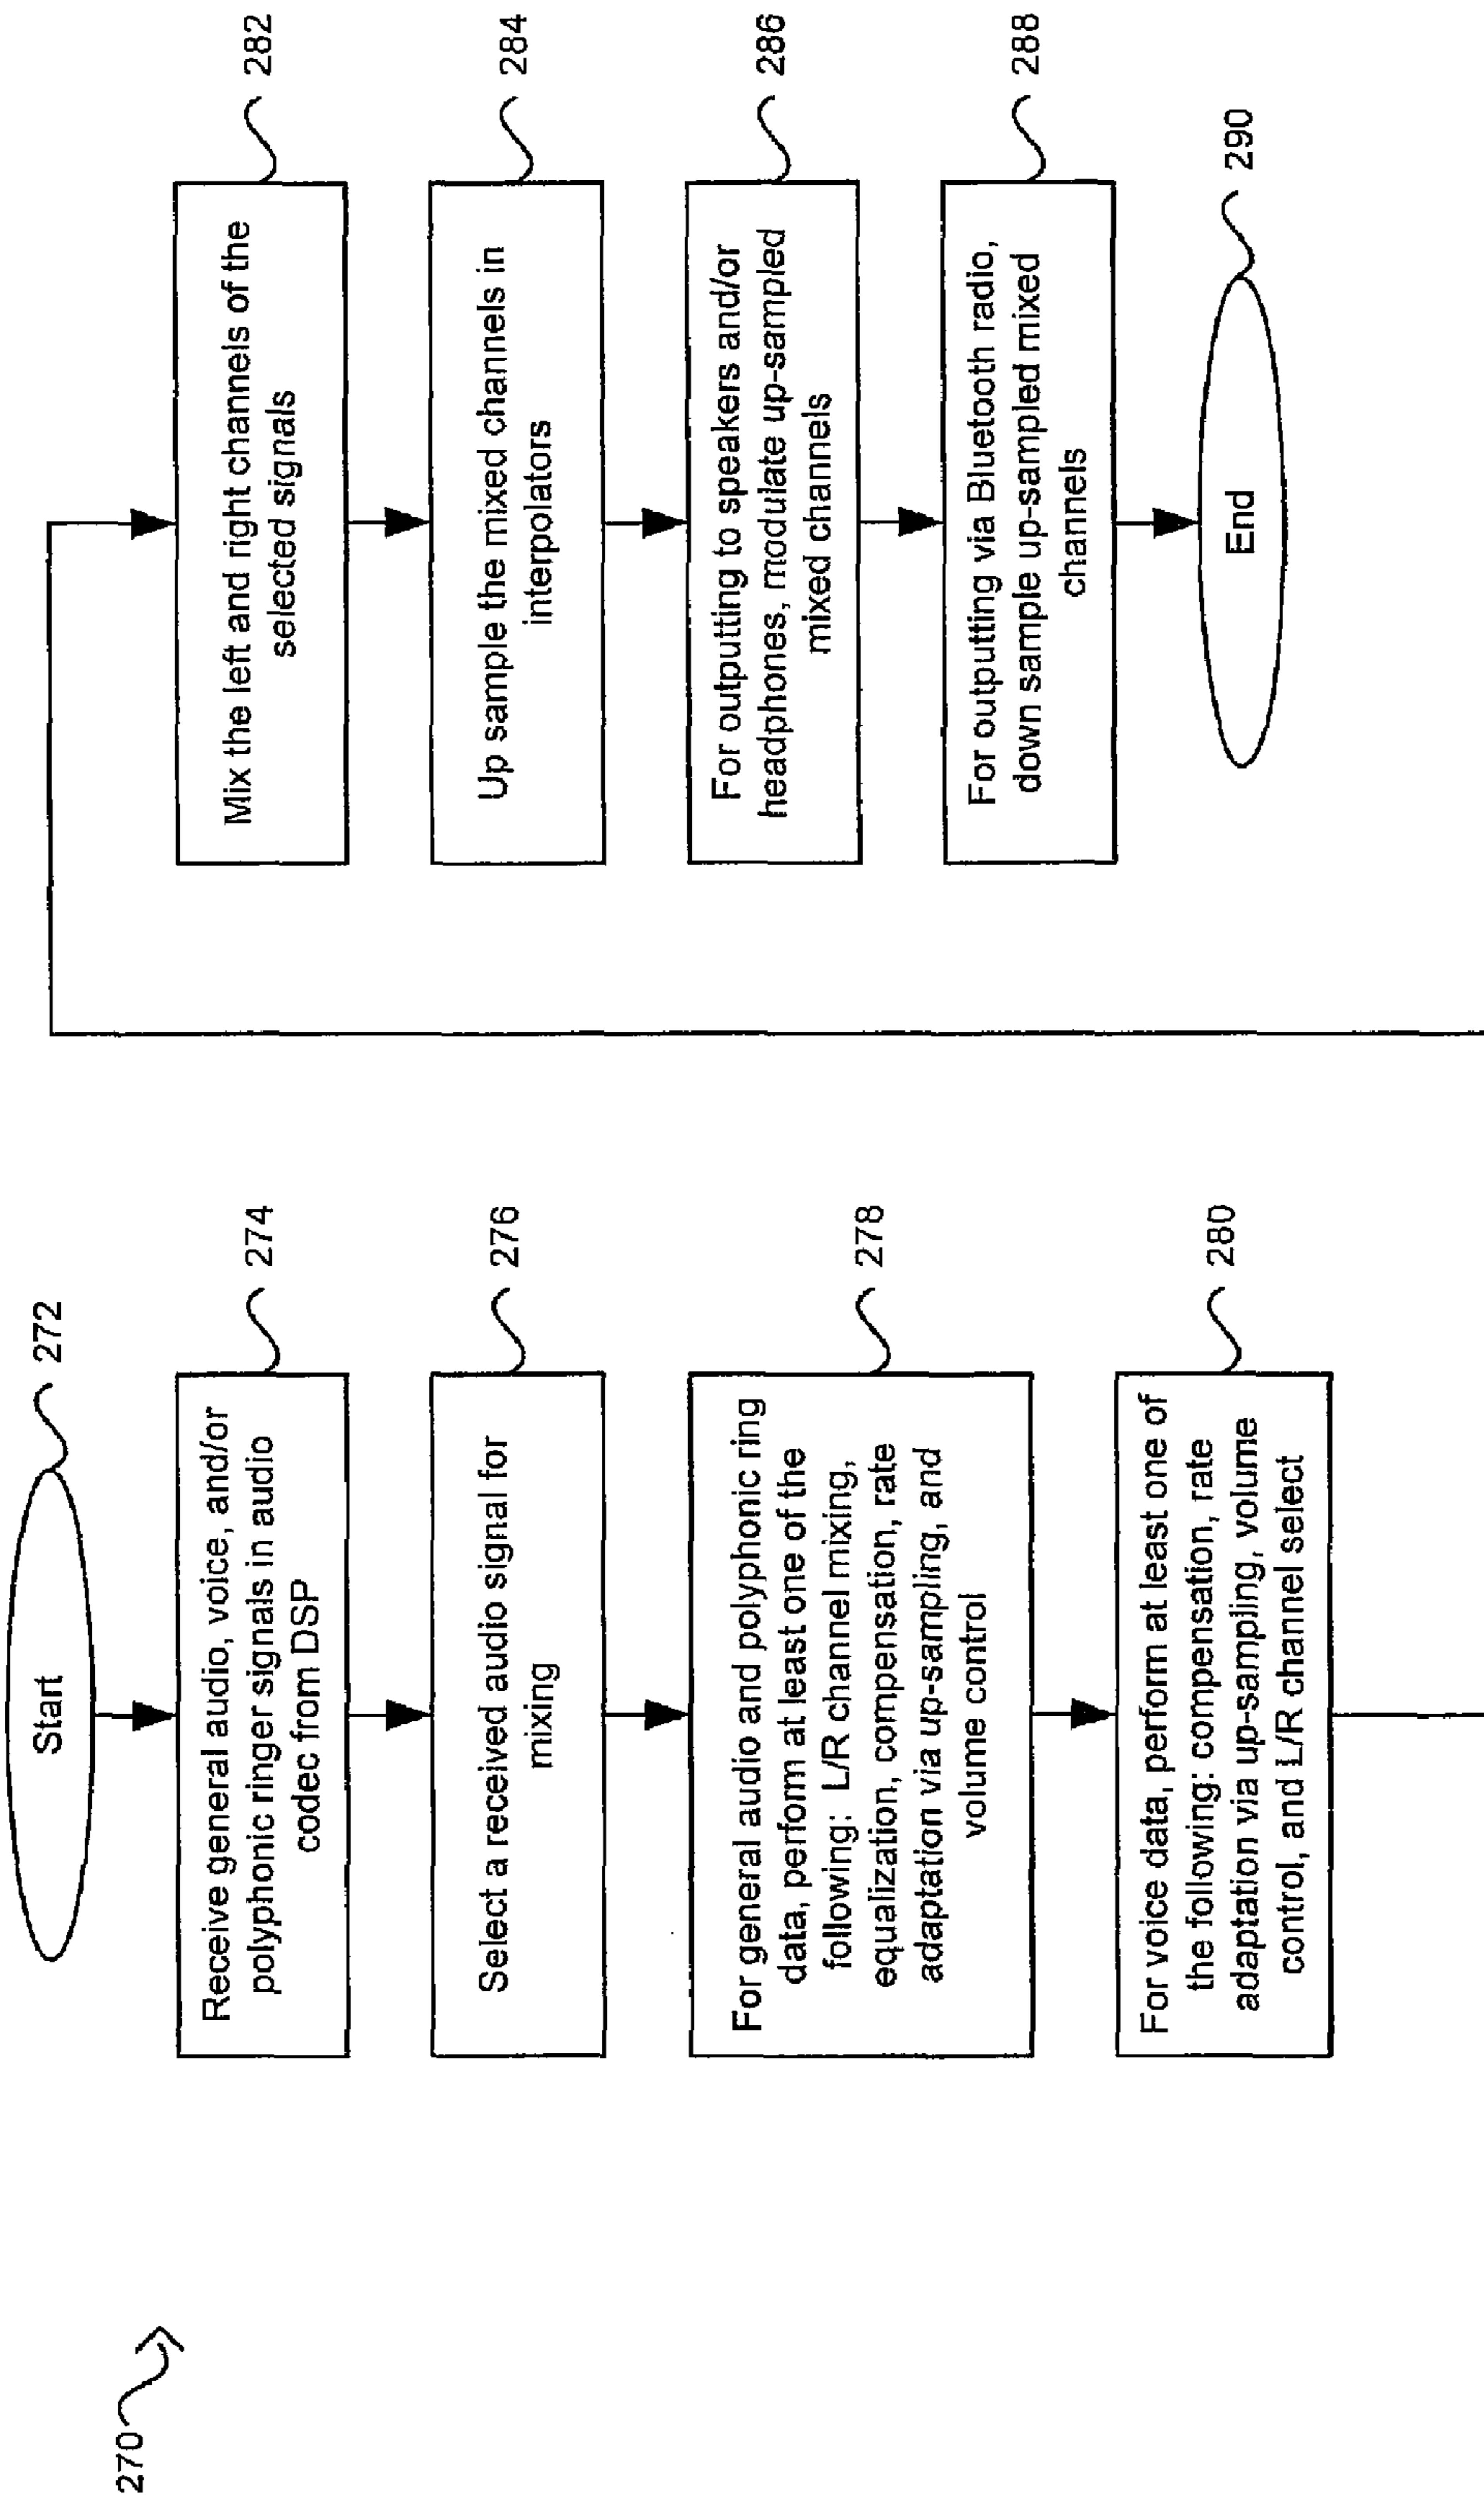 270
Start
272
Receive general audio, voice, and/or
polyphonic ringer signals in audio
codec from DSP
274
Select a received audio signal for
mixing
276
For general audio and polyphonic ring
data, perform at least one of the
following: L/R channel mixing,
equalization, compensation, rate
adaptation via up-sampling, and
volume control
278
For voice data, perform at least one of
the following: compensation, rate
adaptation via up-sampling, volume
control, and L/R channel select
280
Mix the left and right channels of the
selected signals
282
Up sample the mixed channels in
interpolators
284
For outputting to speakers and/or
headphones, modulate up-sampled
mixed channels
286
For outputing via Bluetooth radio,
down sample up-sampled mixed
channels
288
End
290